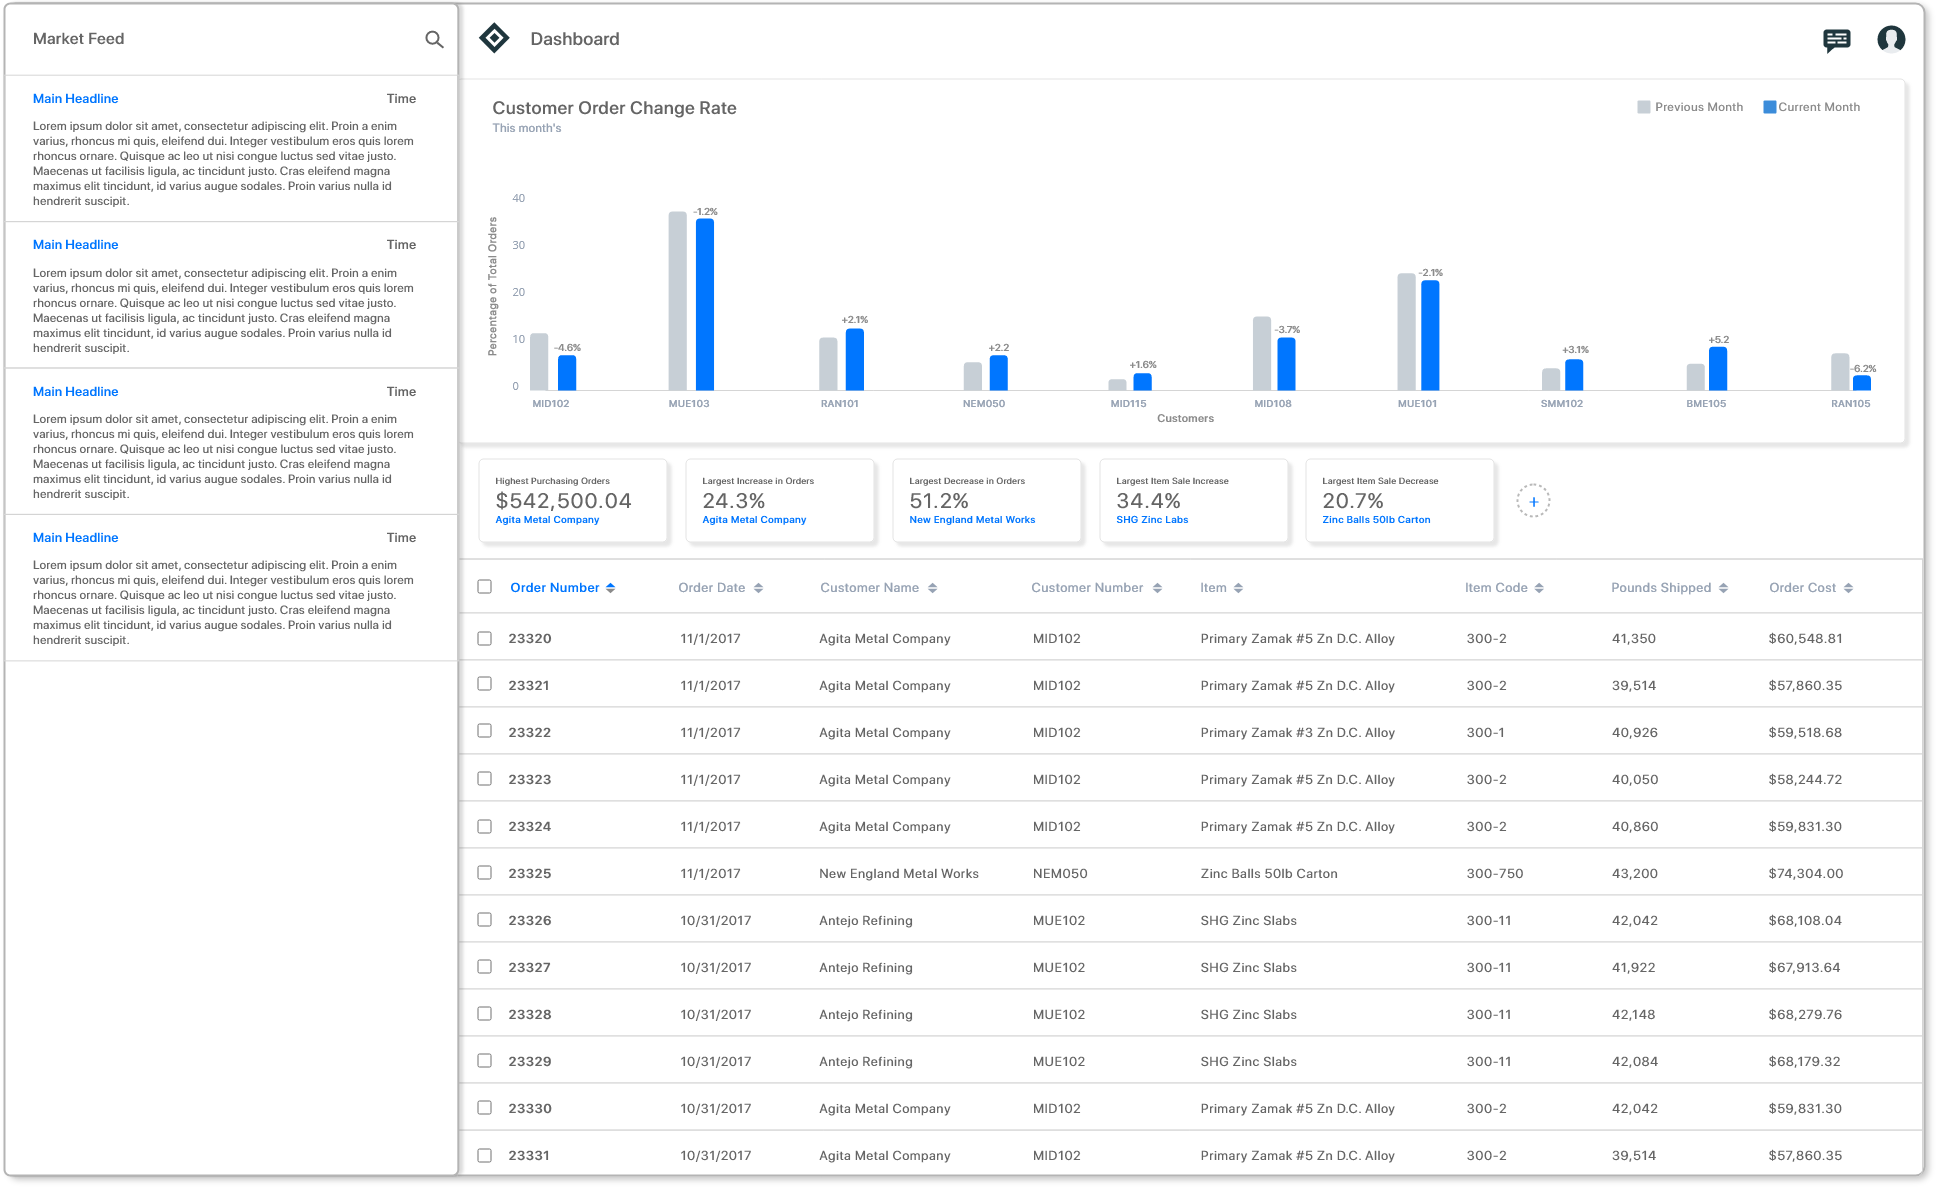 Market Feed
Main Headline Time
Lorem ipsum dolor sit amet, consectetur adipiscing elit. Proin a enim
varius, rhoncus mi quis, eleifend dui. Integer vestibulum eros quis lorem
rhoncus ornare. Quisque ac leo ut nisi congue luctus sed vitae justo.
Maecenas ut facilisis ligula, ac tincidunt justo. Cras eleifend magna
maximus elit tincidunt, id varius augue sodales. Proin varius nulla id
hendrerit suscipit.
Main Headline Time
Lorem ipsum dolor sit amet, consectetur adipiscing elit. Proin a enim
varius, rhoncus mi quis, eleifend dui. Integer vestibulum eros quis lorem
rhoncus ornare. Quisque ac leo ut nisi congue luctus sed vitae justo.
Maecenas ut facilisis ligula, ac tincidunt justo. Cras eleifend magna
maximus elit tincidunt, id varius augue sodales. Proin varius nulla id
hendrerit suscipit.
Main Headline Time
Lorem ipsum dolor sit amet, consectetur adipiscing elit. Proin a enim
varius, rhoncus mi quis, eleifend dui. Integer vestibulum eros quis lorem
rhoncus ornare. Quisque ac leo ut nisi congue luctus sed vitae justo.
Maecenas ut facilisis ligula, ac tincidunt justo. Cras eleifend magna
maximus elit tincidunt, id varius augue sodales. Proin varius nulla id
hendrerit suscipit.
Main Headline Time
Lorem ipsum dolor sit amet, consectetur adipiscing elit. Proin a enim
varius, rhoncus mi quis, eleifend dui. Integer vestibulum eros quis lorem
rhoncus ornare. Quisque ac leo ut nisi congue luctus sed vitae justo.
Maecenas ut facilisis ligula, ac tincidunt justo. Cras eleifend magna
maximus elit tincidunt, id varius augue sodales. Proin varius nulla id
hendrerit suscipit.
Dashboard
Customer Order Change Rate
This month's
Previous Month Current Month
Percentage of Total Orders
40
30
20
10
0
-4.6% -1.2% +2.1% +2.2 +1.6% -3.7% -2.1% +3.1% +5.2 -6.2%
MID102 MUE103 RAN101 NEM050 MID115 MID108 MUE101 SMM102 BME105 RAN105
Customers
Highest Purchasing Orders
$542,500.04
Agita Metal Company
Largest Increase in Orders
24.3%
Agita Metal Company
Largest Decrease in Orders
51.2%
New England Metal Works
Largest Item Sale Increase
34.4%
SHG Zinc Labs
Largest Item Sale Decrease
20.7%
Zinc Balls 50lb Carton
+
Order Number Order Date Customer Name Customer Number Item Item Code Pounds Shipped Order Cost
23320 11/1/2017 Agita Metal Company MID102 Primary Zamak #5 Zn D.C. Alloy 300-2 41,350 $60,548.81
23321 11/1/2017 Agita Metal Company MID102 Primary Zamak #5 Zn D.C. Alloy 300-2 39,514 $57,860.35
23322 11/1/2017 Agita Metal Company MID102 Primary Zamak #3 Zn D.C. Alloy 300-1 40,926 $59,518.68
23323 11/1/2017 Agita Metal Company MID102 Primary Zamak #5 Zn D.C. Alloy 300-2 40,050 $58,244.72
23324 11/1/2017 Agita Metal Company MID102 Primary Zamak #5 Zn D.C. Alloy 300-2 40,860 $59,831.30
23325 11/1/2017 New England Metal Works NEM050 Zinc Balls 50lb Carton 300-750 43,200 $74,304.00
23326 10/31/2017 Antejo Refining MUE102 SHG Zinc Slabs 300-11 42,042 $68,108.04
23327 10/31/2017 Antejo Refining MUE102 SHG Zinc Slabs 300-11 41,922 $67,913.64
23328 10/31/2017 Antejo Refining MUE102 SHG Zinc Slabs 300-11 42,148 $68,279.76
23329 10/31/2017 Antejo Refining MUE102 SHG Zinc Slabs 300-11 42,084 $68,179.32
23330 10/31/2017 Agita Metal Company MID102 Primary Zamak #5 Zn D.C. Alloy 300-2 42,042 $59,831.30
23331 10/31/2017 Agita Metal Company MID102 Primary Zamak #5 Zn D.C. Alloy 300-2 39,514 $57,860.35